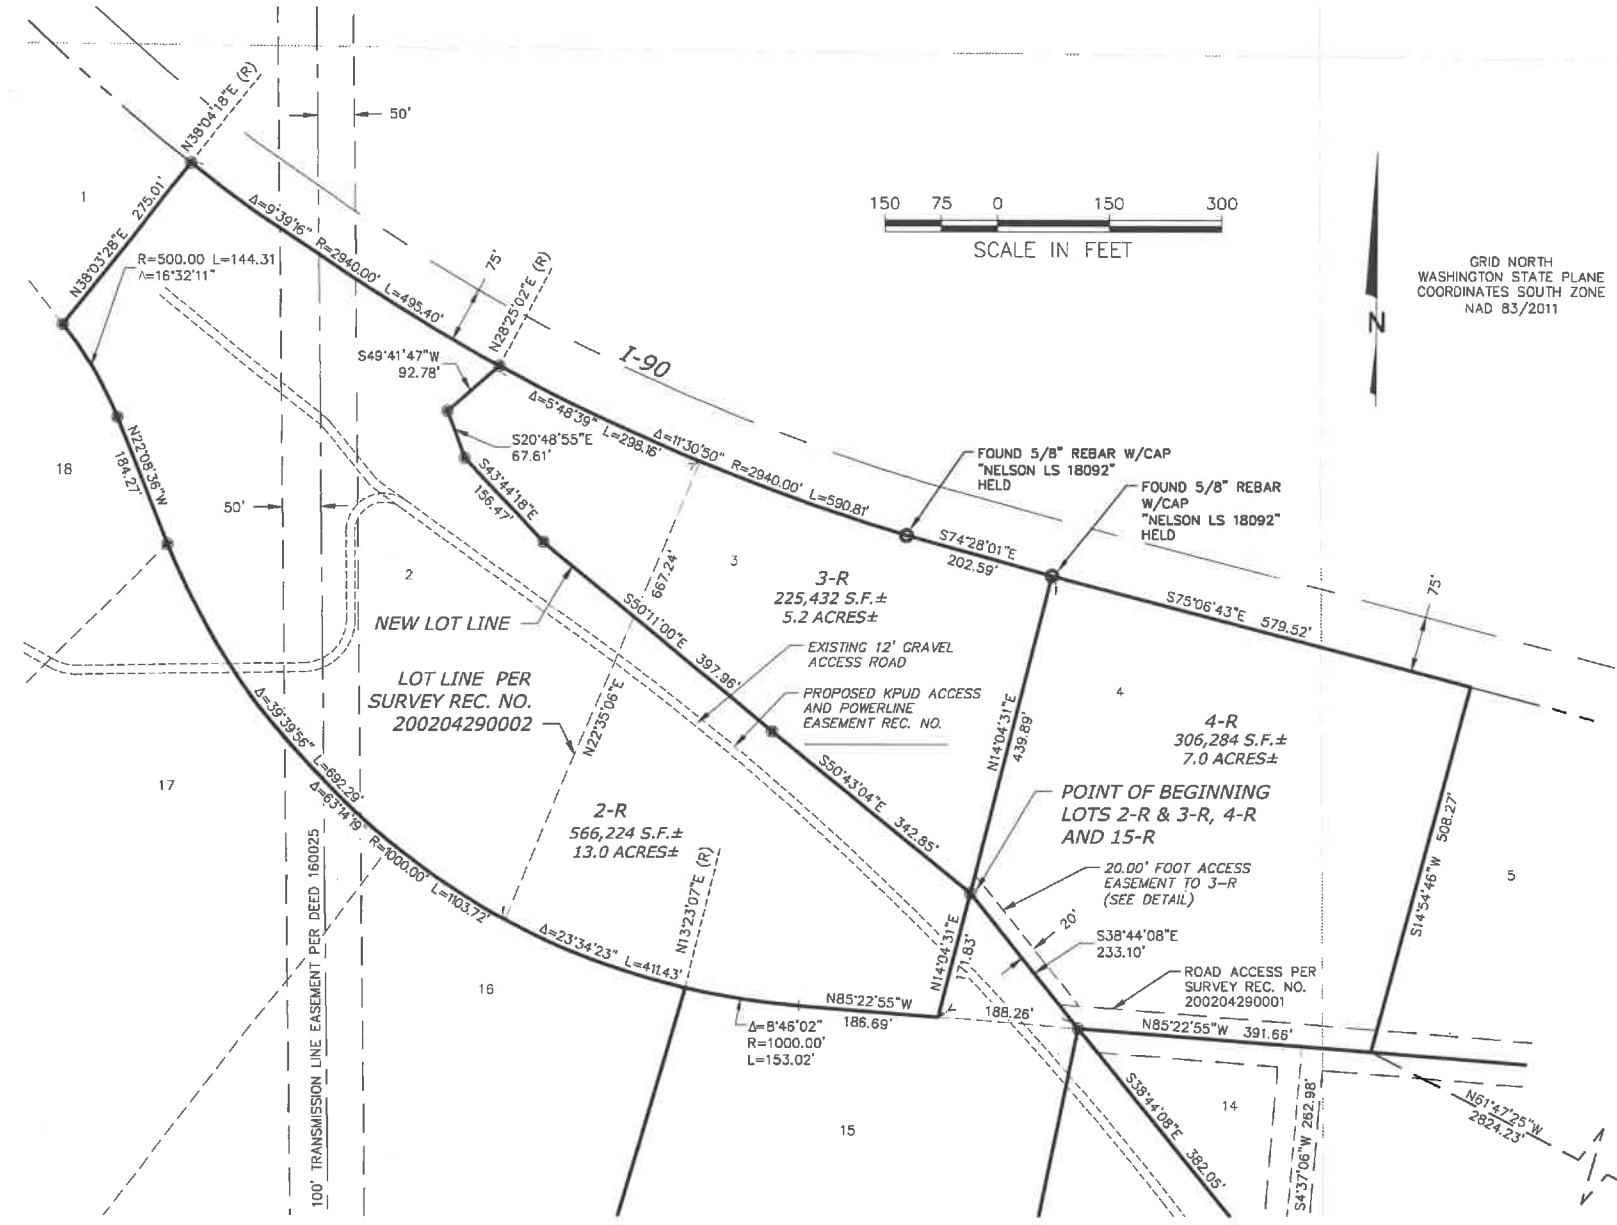 N38°04'18"E (R)
50'
1
N38°03'28"E 275.01'
Δ=9°39'16" R=2940.00' L=495.40'
75'
150 75 0 150 300
SCALE IN FEET
GRID NORTH
WASHINGTON STATE PLANE
COORDINATES SOUTH ZONE
NAD 83/2011
N
R=500.00 L=144.31
Δ=16°32'11"
N28°25'02"E (R)
S49°41'47"W
92.78'
I-90
Δ=5°48'39" L=298.16'
Δ=11°30'50" R=2940.00' L=590.81'
S20°48'55"E
67.61'
S43°44'18"E
156.47'
N22°08'36"W
184.27'
18
50'
FOUND 5/8" REBAR W/CAP
"NELSON LS 18092"
HELD
FOUND 5/8" REBAR
W/CAP
"NELSON LS 18092"
HELD
S74°28'01"E
202.59'
2
3
667.24'
3-R
225,432 S.F.±
5.2 ACRES±
S75°06'43"E 579.52'
75'
NEW LOT LINE
S50°11'00"E 397.96'
EXISTING 12' GRAVEL
ACCESS ROAD
LOT LINE PER
SURVEY REC. NO.
200204290002
N22°35'06"E
PROPOSED KPUD ACCESS
AND POWERLINE
EASEMENT REC. NO.
N14°04'31"E
439.89'
4
4-R
306,284 S.F.±
7.0 ACRES±
17
Δ=39°39'56" L=692.29'
Δ=63°14'19" R=1000.00' L=1103.72'
S50°43'04"E 342.85'
2-R
566,224 S.F.±
13.0 ACRES±
POINT OF BEGINNING
LOTS 2-R & 3-R, 4-R
AND 15-R
S14°54'46"W 508.27'
5
20.00' FOOT ACCESS
EASEMENT TO 3-R
(SEE DETAIL)
20'
100' TRANSMISSION LINE EASEMENT PER DEED 160025
N13°23'07"E (R)
Δ=23°34'23" L=411.43'
N14°04'31"E
171.83'
S38°44'08"E
233.10'
ROAD ACCESS PER
SURVEY REC. NO.
200204290001
16
N85°22'55"W
186.69'
188.26'
N85°22'55"W 391.66'
Δ=8°46'02"
R=1000.00'
L=153.02'
S38°44'08"E 382.05'
14
S4°37'06"W 262.98'
N61°47'25"W
2824.23'
15